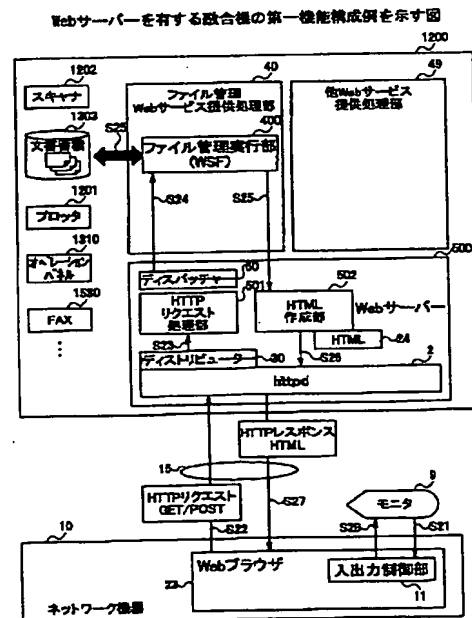 Webサーバーを有する融合機の第一機能構成例を示す図
1200
1202
スキャナ
1203
文書蓄積
1201
プロッタ
1310
オペレーション
パネル
1530
FAX
⋮
S25
40
ファイル管理
Webサービス提供処理部
400
ファイル管理実行部
(WSF)
49
他Webサービス
提供処理部
S24
S25
500
ディスパッチャ
60
501
HTTP
リクエスト
処理部
502
HTML
作成部
Webサーバー
HTML
24
S23
S26
ディストリビュータ
30
2
httpd
HTTPレスポンス
HTML
15
HTTPリクエスト
GET/POST
S22
S27
9
モニタ
S28
S21
10
Webブラウザ
23
入出力制御部
11
ネットワーク機器